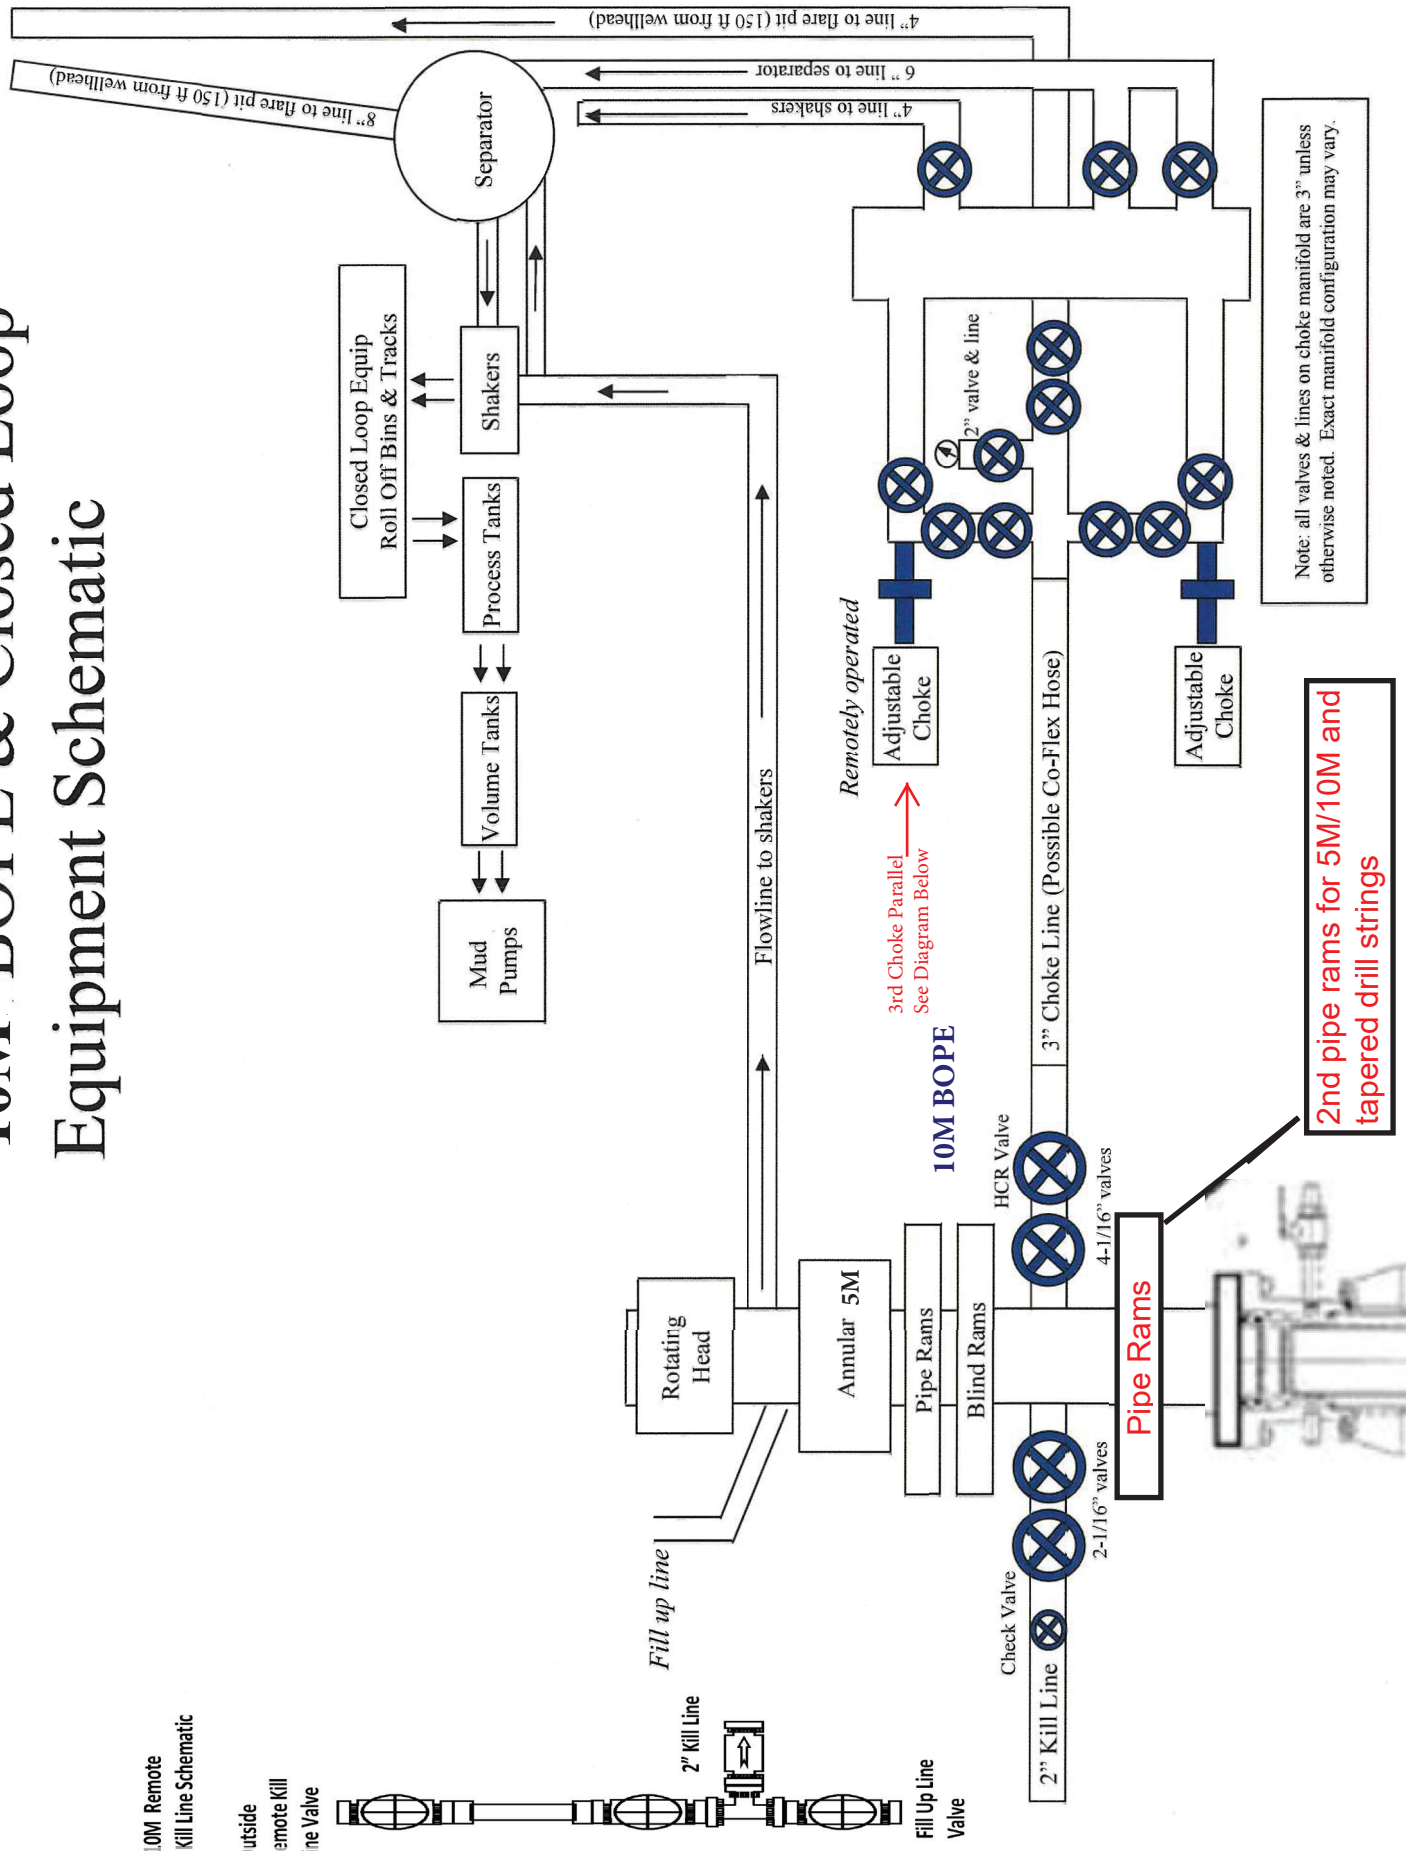 10M BOPE & Closed Loop
Equipment Schematic
4” line to flare pit (150 ft from wellhead)
8” line to flare pit (150 ft from wellhead)
6” line to separator
4” line to shakers
Separator
Closed Loop Equip
Roll Off Bins & Tracks
Shakers
Process Tanks
Volume Tanks
Mud
Pumps
Flowline to shakers
Rotating
Head
Fill up line
Annular 5M
Pipe Rams
Blind Rams
10M BOPE
HCR Valve
4-1/16” valves
3” Choke Line (Possible Co-Flex Hose)
Remotely operated
Adjustable
Choke
3rd Choke Parallel
See Diagram Below
2” valve & line
Adjustable
Choke
Note: all valves & lines on choke manifold are 3” unless
otherwise noted. Exact manifold configuration may vary.
2nd pipe rams for 5M/10M and
tapered drill strings
Pipe Rams
2-1/16” valves
Check Valve
2” Kill Line
Remote
Kill Line Schematic
Kill
Valve
2” Kill Line
Fill Up Line
Valve